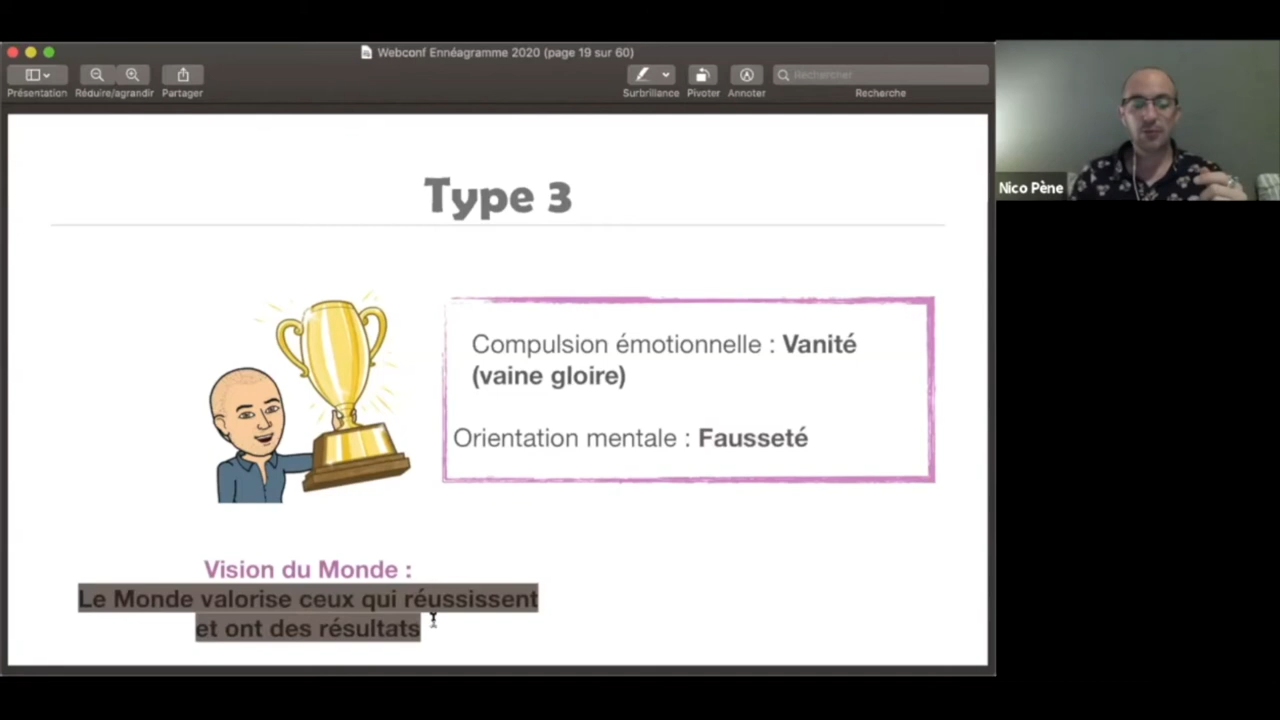 Webconf Ennéagramme 2020 (page 19 sur 60)
Présentation
Réduire/agrandir
Partager
Surbrillance
Pivoter
Annoter
Rechercher
Recherche
Nico Pène
Type 3
Compulsion émotionnelle : Vanité
(vaine gloire)
Orientation mentale : Fausseté
Vision du Monde :
Le Monde valorise ceux qui réussissent
et ont des résultats